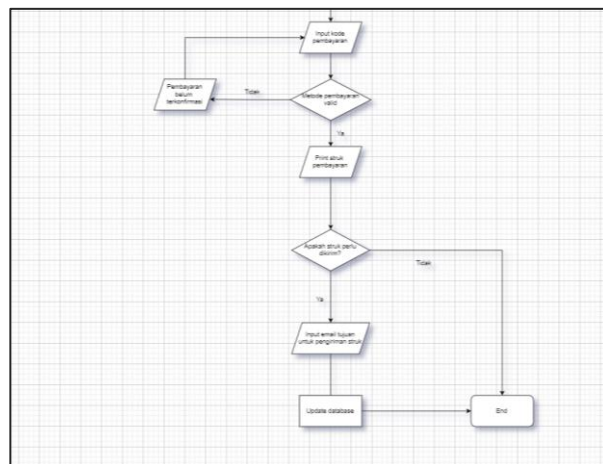 Input kode
pembayaran
Pembayaran
belum
terkonfirmasi
Tidak
Metode pembayaran
valid
Ya
Print struk
pembayaran
Apakah struk perlu
dikirim?
Tidak
Ya
Input email tujuan
untuk pengiriman struk
Update database
End